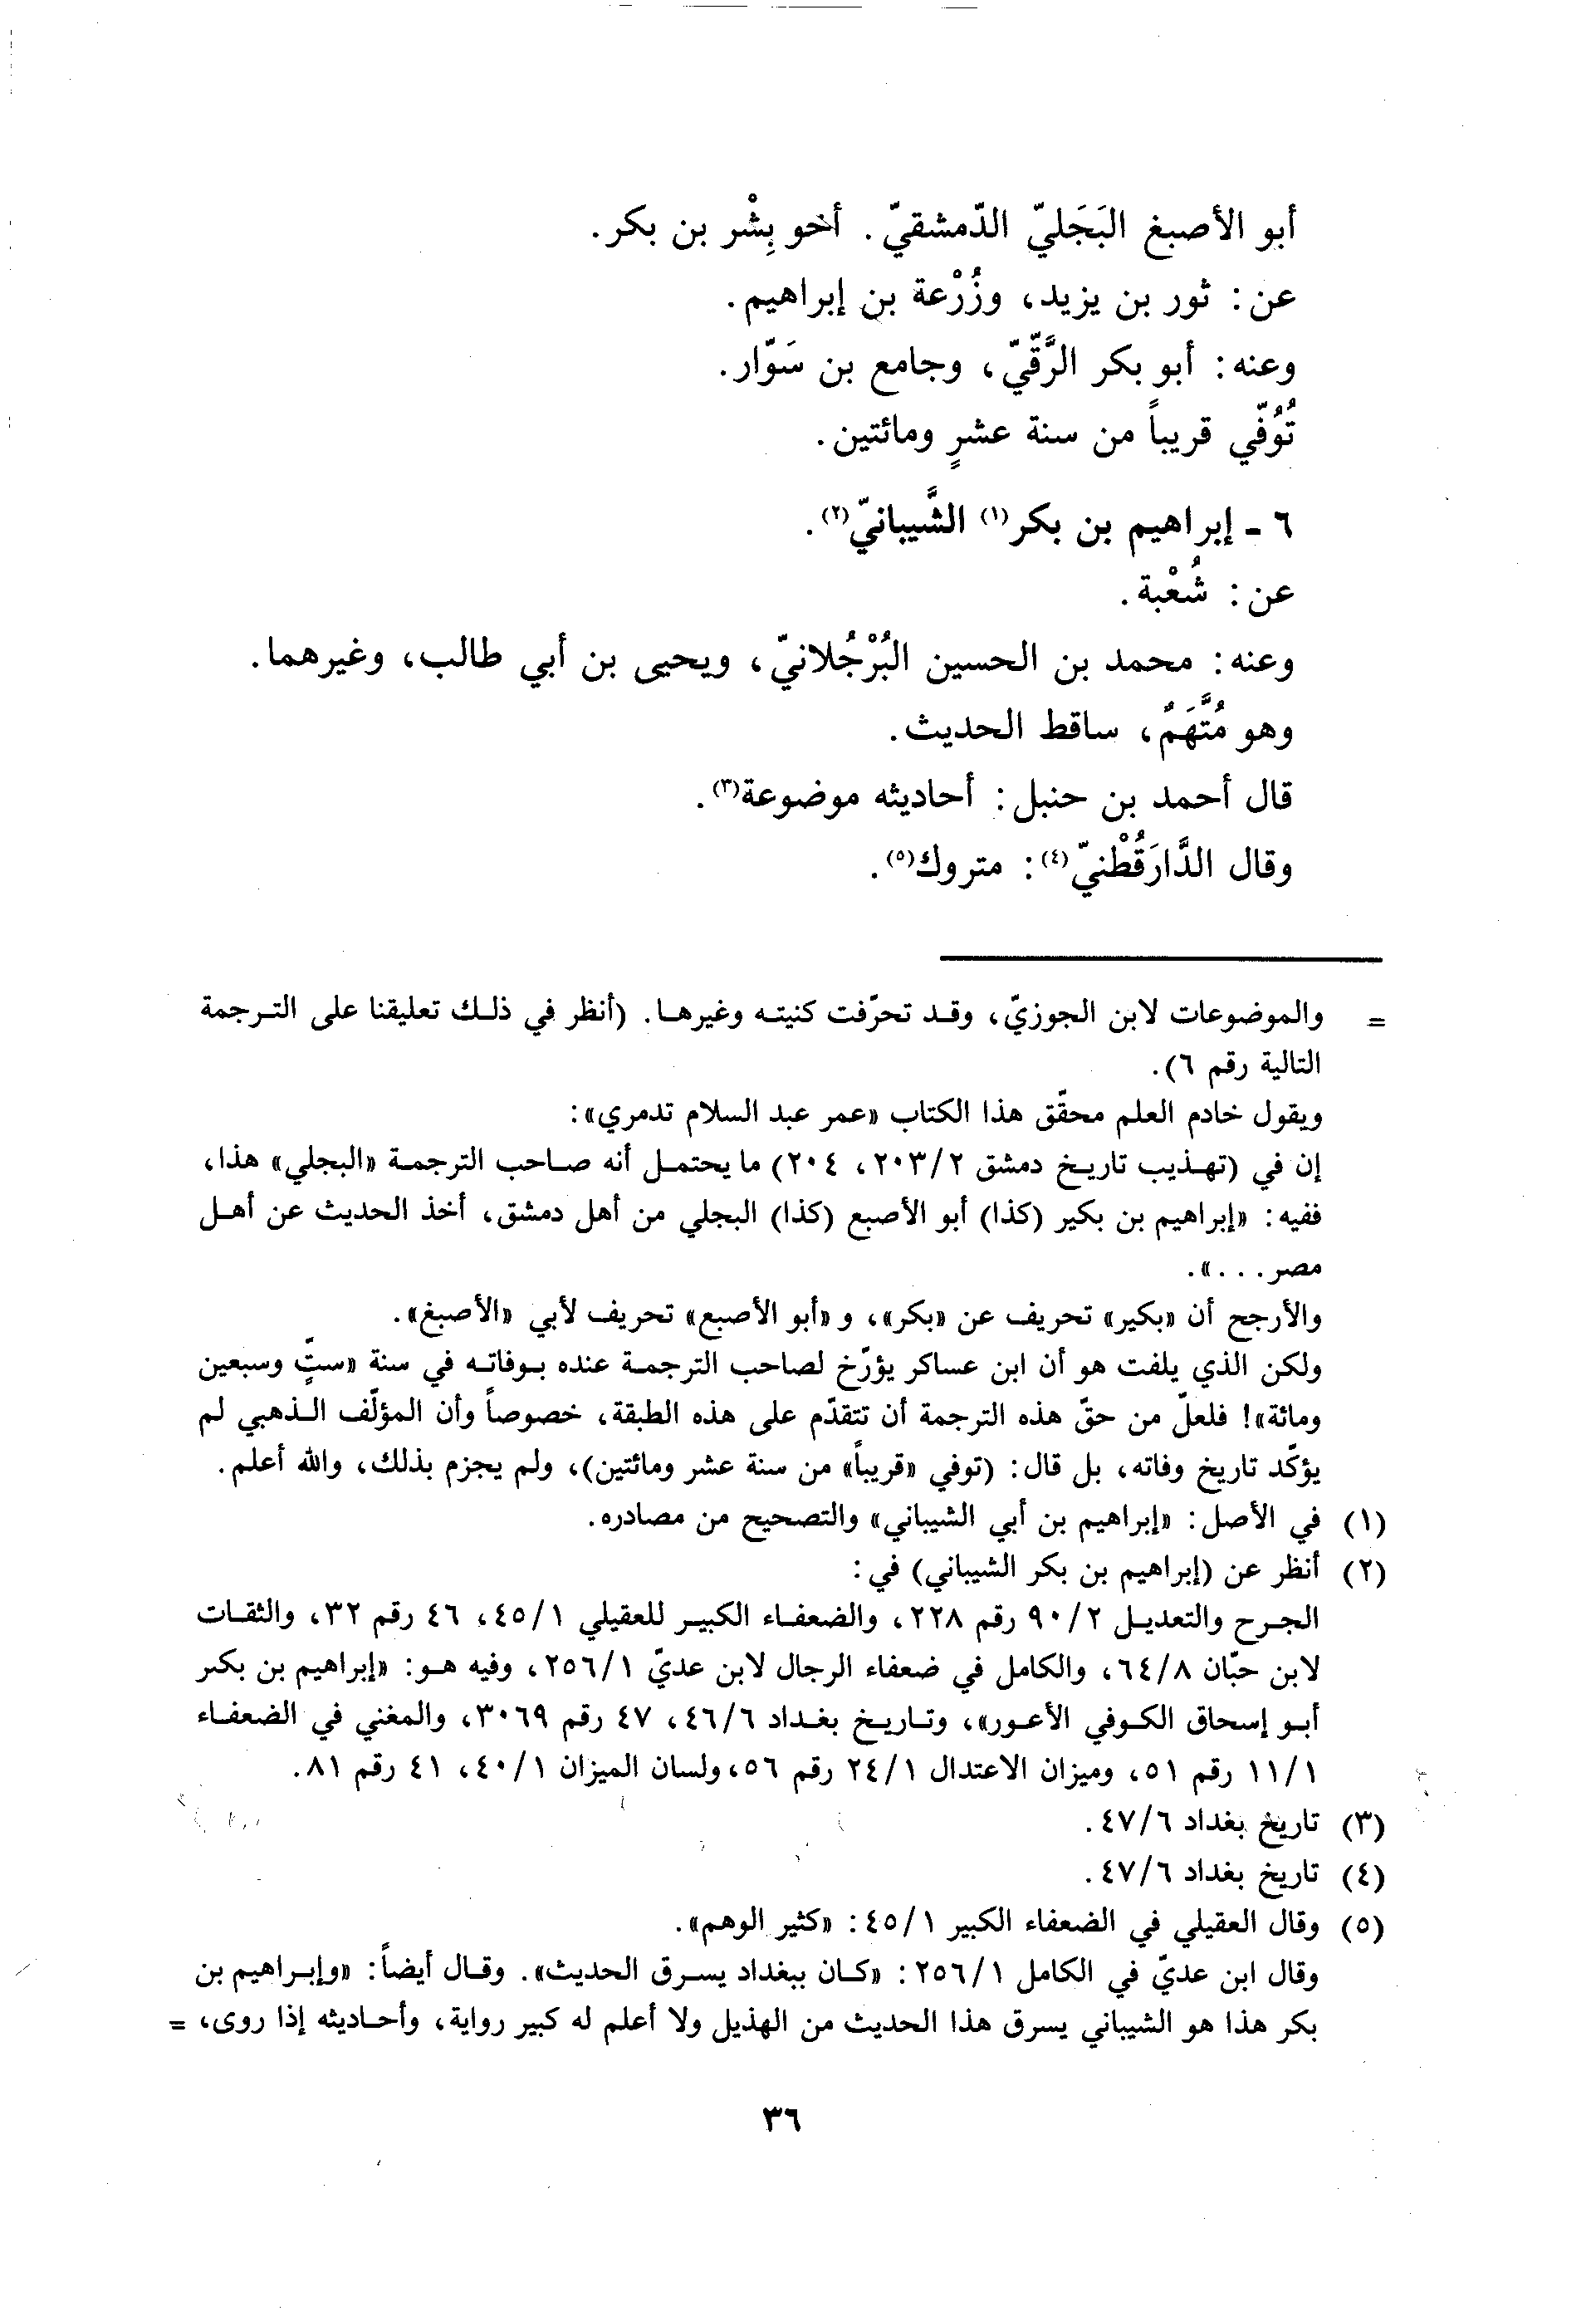 أبو الأصبغ البَجَليّ الدّمشقيّ. أخو بِشْر بن بكر.
عن: ثور بن يزيد، وزُرْعة بن إبراهيم.
وعنه: أبو بكر الرَّقّيّ، وجامع بن سَوّار.
تُوُفّي قريباً من سنة عشرٍ ومائتين.
٦ - إبراهيم بن بكر(١) الشَّيبانيّ(٢).
عن: شُعْبة.
وعنه: محمد بن الحسين البُرْجُلانيّ، ويحيى بن أبي طالب، وغيرهما.
وهو مُتَّهَمٌ، ساقط الحديث.
قال أحمد بن حنبل: أحاديثه موضوعة(٣).
وقال الدَّارَقُطْنيّ(٤): متروك(٥).
= والموضوعات لابن الجوزيّ، وقد تحرّفت كنيته وغيرها. (أنظر في ذلك تعليقنا على الترجمة
التالية رقم ٦).
ويقول خادم العلم محقّق هذا الكتاب «عمر عبد السلام تدمري»:
إن في (تهذيب تاريخ دمشق ٢٠٣/٢، ٢٠٤) ما يحتمل أنه صاحب الترجمة «البجلي» هذا،
ففيه: «إبراهيم بن بكير (كذا) أبو الأصبع (كذا) البجلي من أهل دمشق، أخذ الحديث عن أهل
مصر...».
والأرجح أن «بكير» تحريف عن «بكر»، و«أبو الأصبع» تحريف لأبي «الأصبغ».
ولكن الذي يلفت هو أن ابن عساكر يؤرّخ لصاحب الترجمة عنده بوفاته في سنة «ستٍّ وسبعين
ومائة»! فلعلّ من حقّ هذه الترجمة أن تتقدّم على هذه الطبقة، خصوصاً وأن المؤلّف الذهبي لم
يؤكّد تاريخ وفاته، بل قال: (توفي «قريباً» من سنة عشر ومائتين)، ولم يجزم بذلك، والله أعلم.
(١) في الأصل: «إبراهيم بن أبي الشيباني» والتصحيح من مصادره.
(٢) أنظر عن (إبراهيم بن بكر الشيباني) في:
الجرح والتعديل ٩٠/٢ رقم ٢٢٨، والضعفاء الكبير للعقيلي ٤٥/١، ٤٦ رقم ٣٢، والثقات
لابن حبّان ٦٤/٨، والكامل في ضعفاء الرجال لابن عديّ ٢٥٦/١، وفيه هو: «إبراهيم بن بكر
أبو إسحاق الكوفي الأعور»، وتاريخ بغداد ٤٦/٦، ٤٧ رقم ٣٠٦٩، والمغني في الضعفاء
١١/١ رقم ٥١، وميزان الاعتدال ٢٤/١ رقم ٥٦، ولسان الميزان ٤٠/١، ٤١ رقم ٨١.
(٣) تاريخ بغداد ٤٧/٦.
(٤) تاريخ بغداد ٤٧/٦.
(٥) وقال العقيلي في الضعفاء الكبير ٤٥/١: «كثير الوهم».
وقال ابن عديّ في الكامل ٢٥٦/١: «كان ببغداد يسرق الحديث». وقال أيضاً: «وإبراهيم بن
بكر هذا هو الشيباني يسرق هذا الحديث من الهذيل ولا أعلم له كبير رواية، وأحاديثه إذا روى، =
٣٦